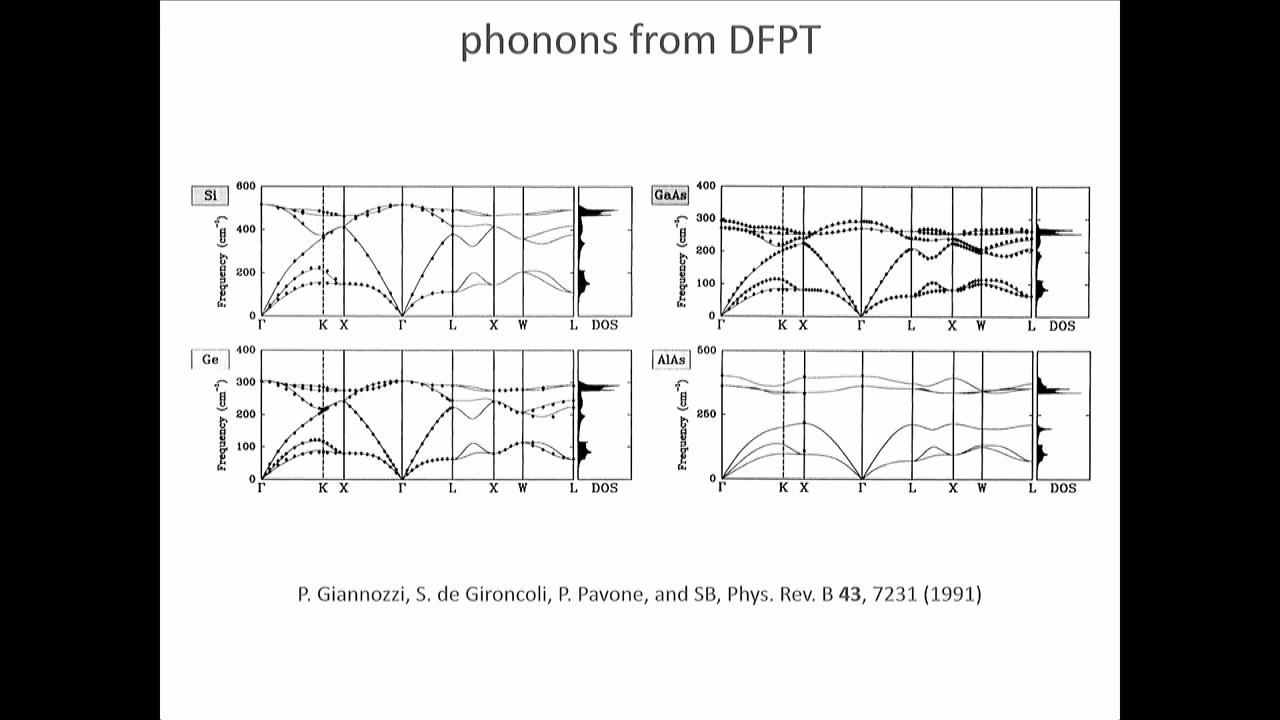 phonons from DFPT
Si
600
400
200
0
Frequency (cm⁻¹)
Γ K X Γ L X W L DOS
GaAs
400
300
200
100
0
Frequency (cm⁻¹)
Γ K X Γ L X W L DOS
Ge
400
300
200
100
0
Frequency (cm⁻¹)
Γ K X Γ L X W L DOS
AlAs
500
250
0
Frequency (cm⁻¹)
Γ K X Γ L X W L DOS
P. Giannozzi, S. de Gironcoli, P. Pavone, and SB, Phys. Rev. B 43, 7231 (1991)